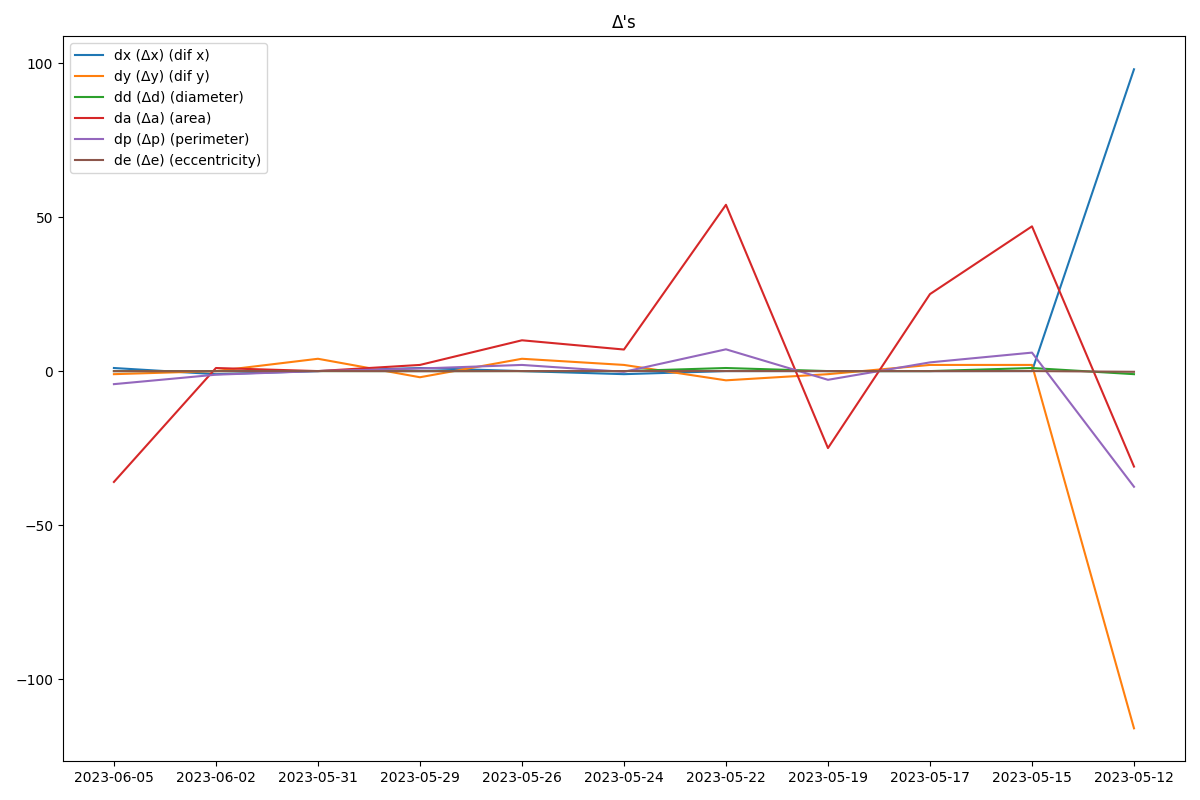 Δ's
dx (Δx) (dif x)
dy (Δy) (dif y)
dd (Δd) (diameter)
da (Δa) (area)
dp (Δp) (perimeter)
de (Δe) (eccentricity)
100
50
0
−50
−100
2023-06-05 2023-06-02 2023-05-31 2023-05-29 2023-05-26 2023-05-24 2023-05-22 2023-05-19 2023-05-17 2023-05-15 2023-05-12